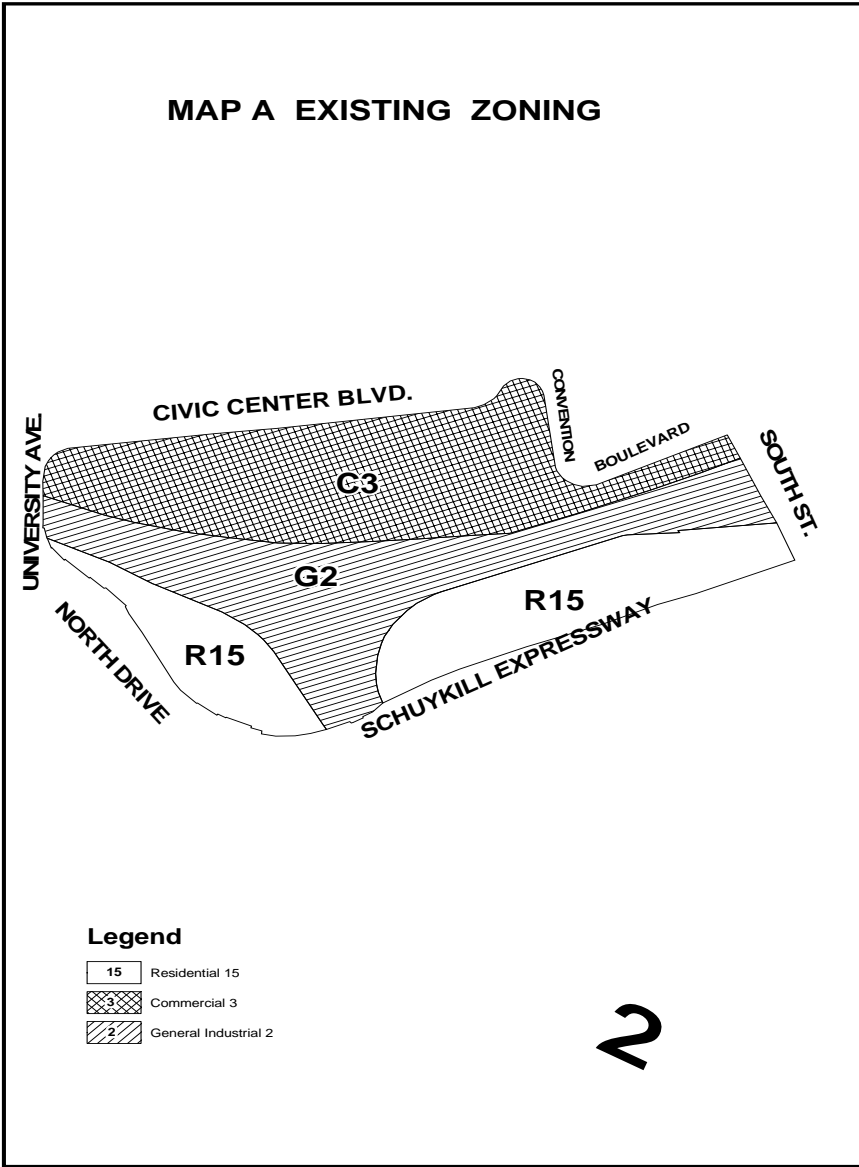 MAP A EXISTING ZONING
CIVIC CENTER BLVD.
CONVENTION
BOULEVARD
SOUTH ST.
UNIVERSITY AVE.
C3
G2
R15
R15
NORTH DRIVE
SCHUYKILL EXPRESSWAY
Legend
15 Residential 15
3 Commercial 3
2 General Industrial 2
2